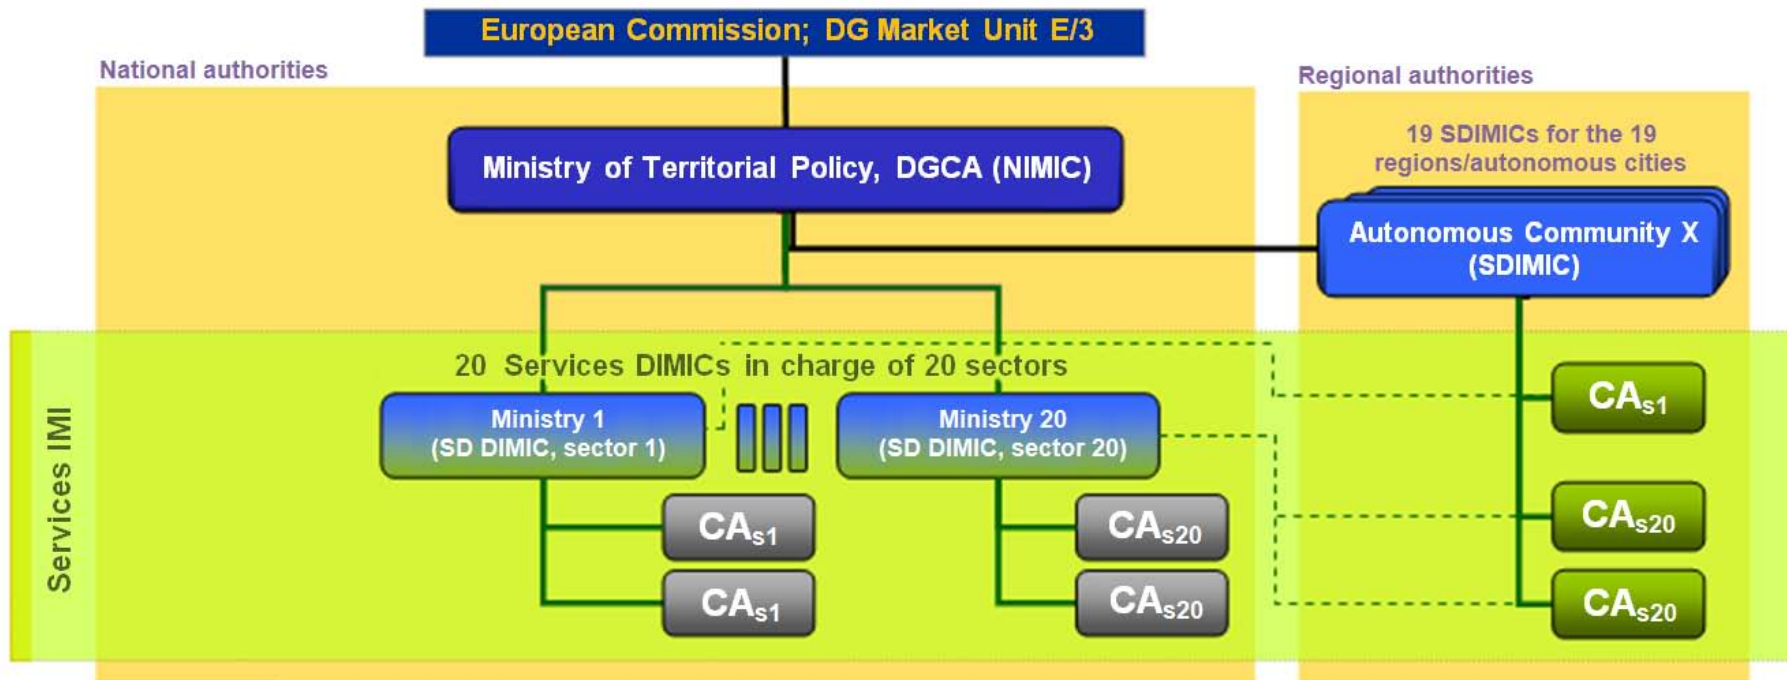 European Commission; DG Market Unit E/3
National authorities
Regional authorities
19 SDIMICs for the 19
regions/autonomous cities
Ministry of Territorial Policy, DGCA (NIMIC)
Autonomous Community X
(SDIMIC)
20 Services DIMICs in charge of 20 sectors
Services IMI
Ministry 1
(SD DIMIC, sector 1)
Ministry 20
(SD DIMIC, sector 20)
CAs1
CAs1
CAs20
CAs20
CAs1
CAs20
CAs20